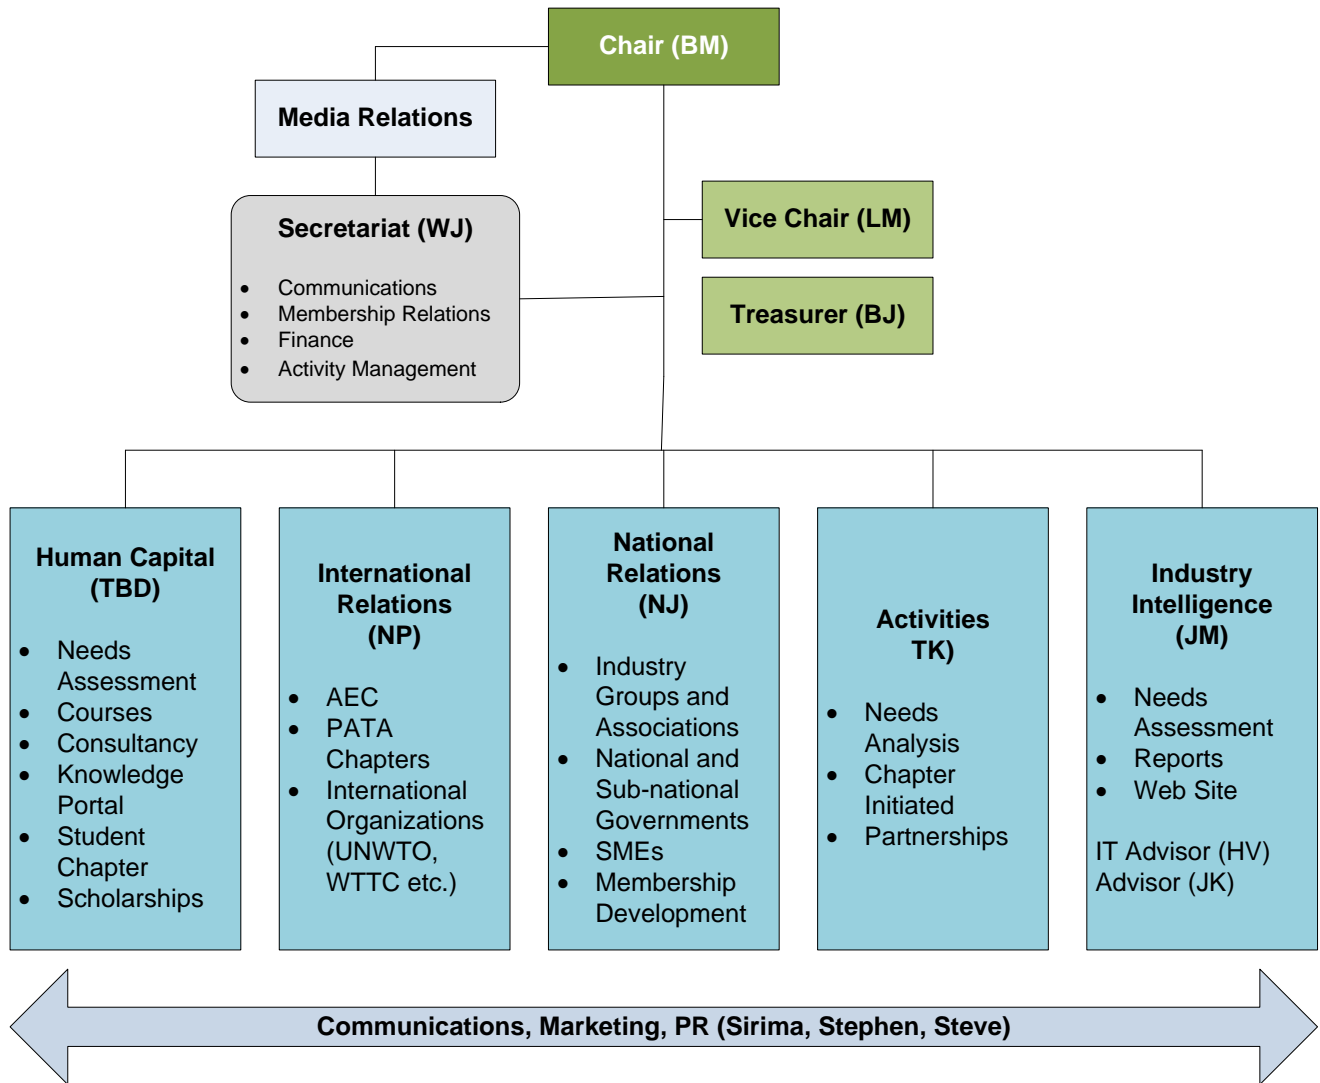 Chair (BM)
Media Relations
Secretariat (WJ)
• Communications
• Membership Relations
• Finance
• Activity Management
Vice Chair (LM)
Treasurer (BJ)
Human Capital
(TBD)
• Needs
Assessment
• Courses
• Consultancy
• Knowledge
Portal
• Student
Chapter
• Scholarships
International
Relations
(NP)
• AEC
• PATA
Chapters
• International
Organizations
(UNWTO,
WTTC etc.)
National
Relations
(NJ)
• Industry
Groups and
Associations
• National and
Sub-national
Governments
• SMEs
• Membership
Development
Activities
TK)
• Needs
Analysis
• Chapter
Initiated
• Partnerships
Industry
Intelligence
(JM)
• Needs
Assessment
• Reports
• Web Site
IT Advisor (HV)
Advisor (JK)
Communications, Marketing, PR (Sirima, Stephen, Steve)